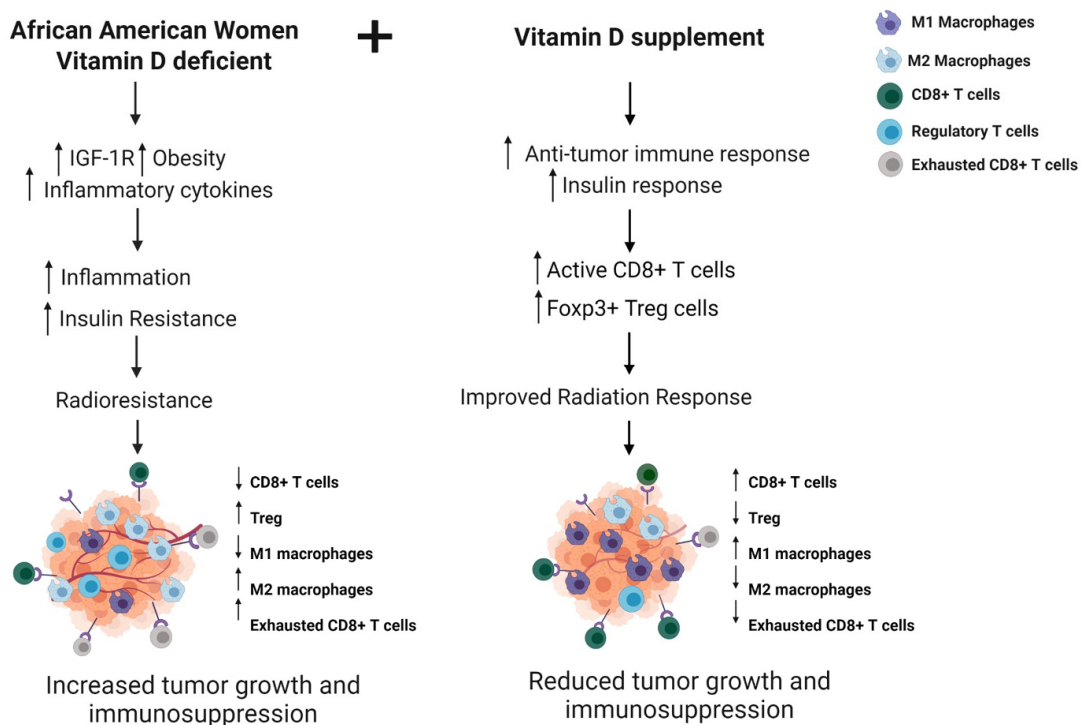 African American Women
Vitamin D deficient
+
Vitamin D supplement
M1 Macrophages
M2 Macrophages
CD8+ T cells
Regulatory T cells
Exhausted CD8+ T cells
↑ IGF-1R ↑ Obesity
↑ Inflammatory cytokines
↑ Inflammation
↑ Insulin Resistance
Radioresistance
↓ CD8+ T cells
↑ Treg
↓ M1 macrophages
↑ M2 macrophages
↑ Exhausted CD8+ T cells
Increased tumor growth and
immunosuppression
↑ Anti-tumor immune response
↑ Insulin response
↑ Active CD8+ T cells
↑ Foxp3+ Treg cells
Improved Radiation Response
↑ CD8+ T cells
↓ Treg
↑ M1 macrophages
↓ M2 macrophages
↓ Exhausted CD8+ T cells
Reduced tumor growth and
immunosuppression